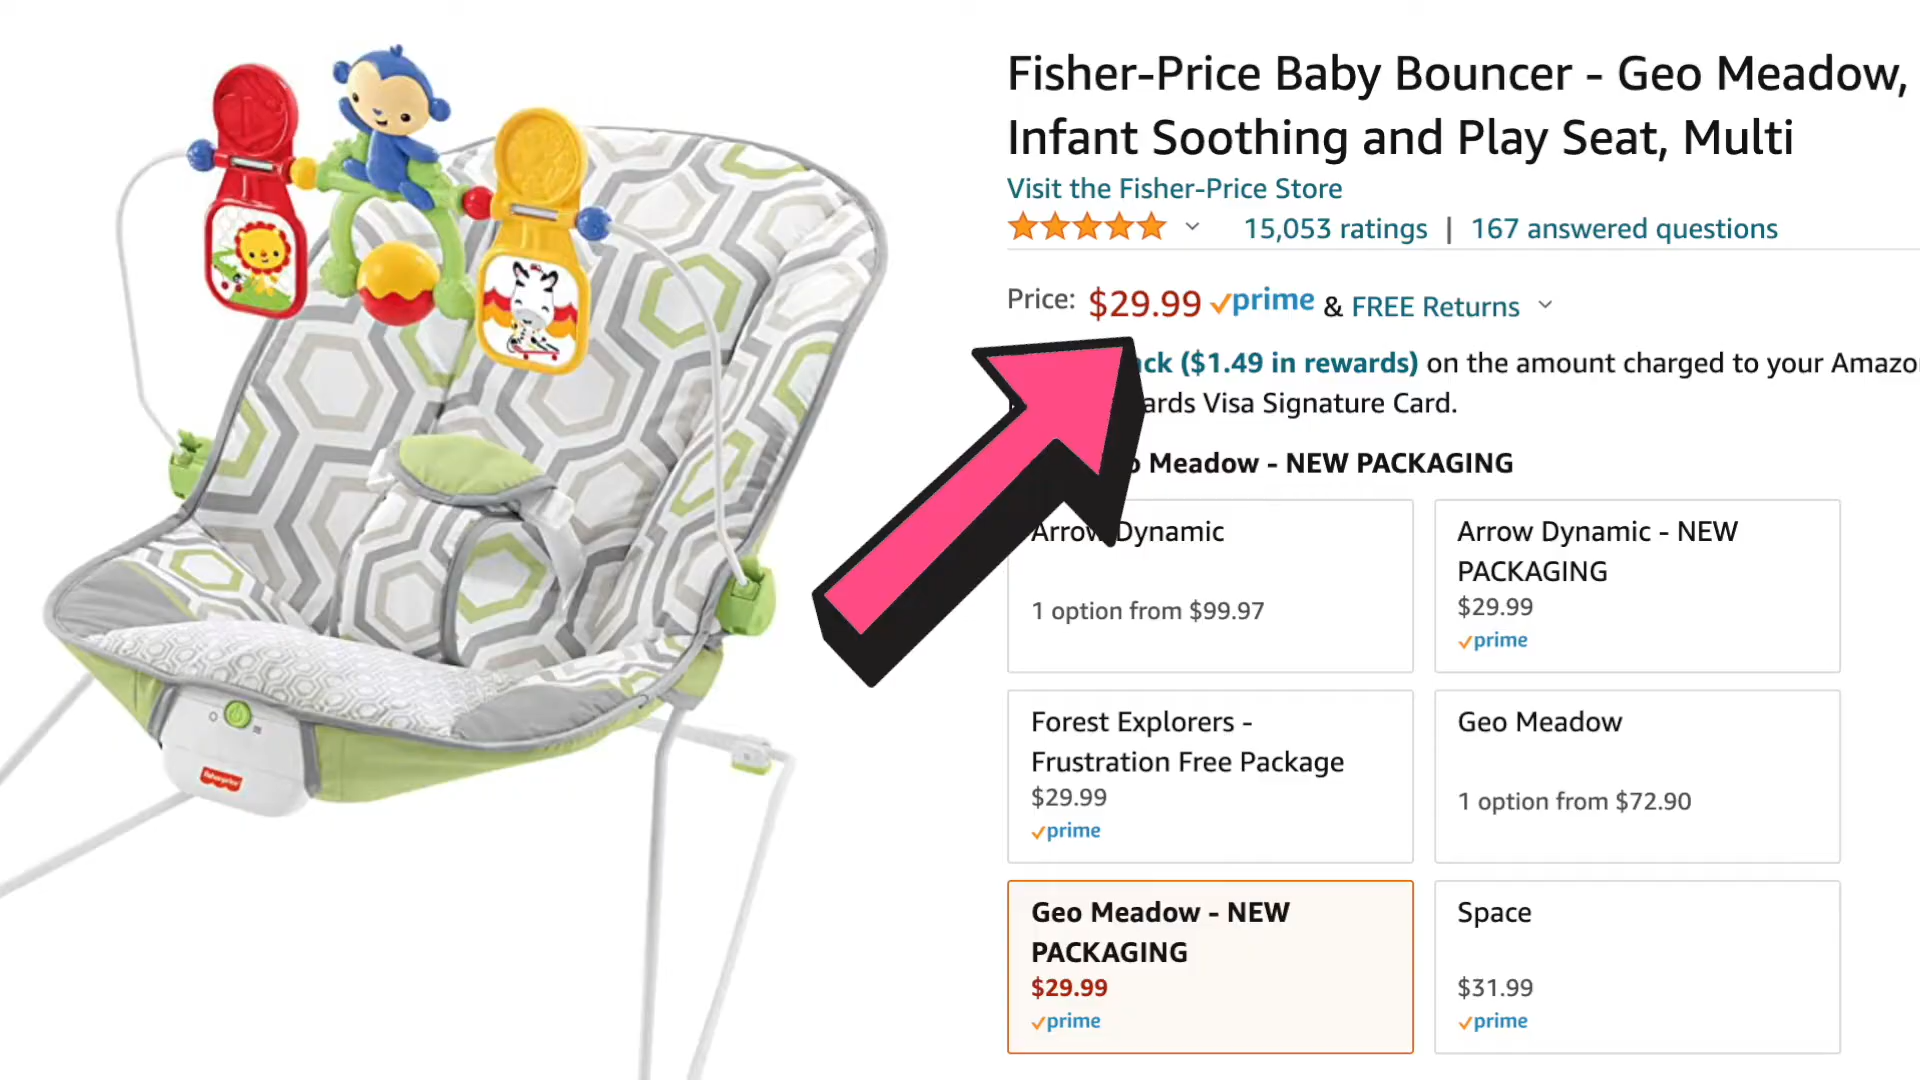 Fisher-Price Baby Bouncer - Geo Meadow,
Infant Soothing and Play Seat, Multi
Visit the Fisher-Price Store
15,053 ratings | 167 answered questions
Price: $29.99 prime & FREE Returns
ck ($1.49 in rewards) on the amount charged to your Amazo
ards Visa Signature Card.
Meadow - NEW PACKAGING
Arrow Dynamic
1 option from $99.97
Arrow Dynamic - NEW
PACKAGING
$29.99
prime
Forest Explorers -
Frustration Free Package
$29.99
prime
Geo Meadow
1 option from $72.90
Geo Meadow - NEW
PACKAGING
$29.99
prime
Space
$31.99
prime
fisher-price